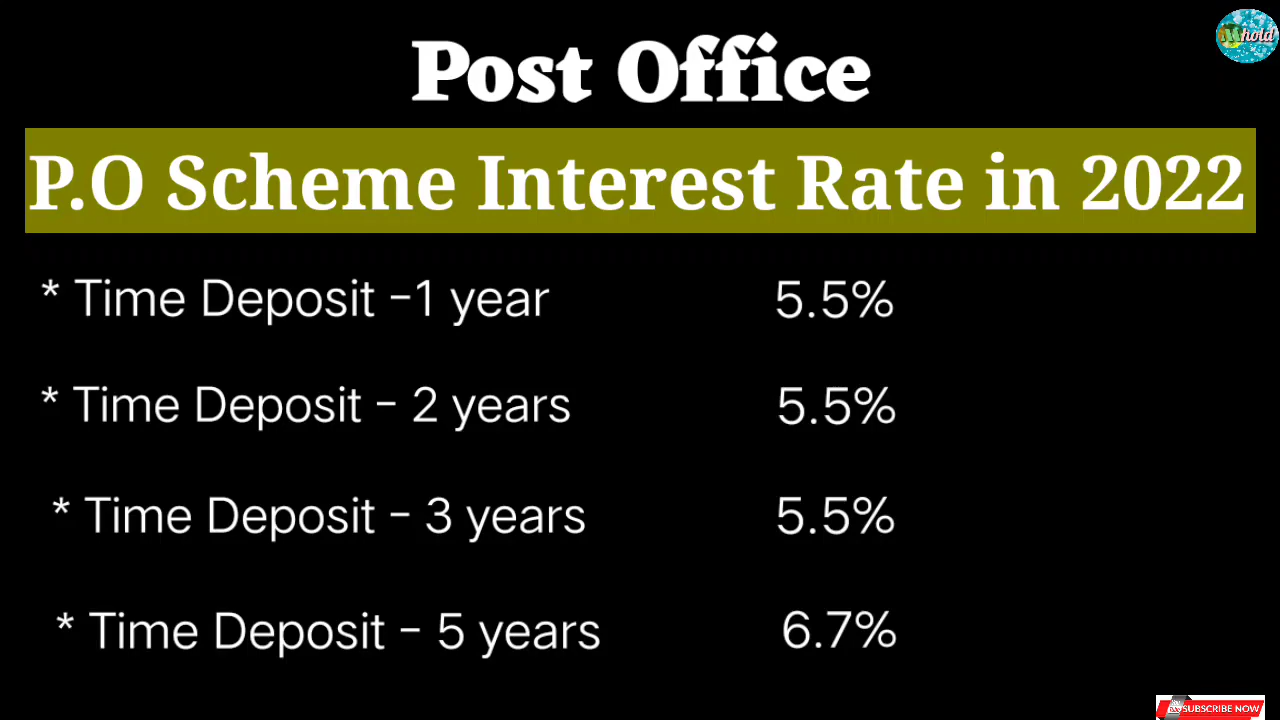 Post Office
P.O Scheme Interest Rate in 2022
* Time Deposit -1 year 5.5%
* Time Deposit - 2 years 5.5%
* Time Deposit - 3 years 5.5%
* Time Deposit - 5 years 6.7%
SUBSCRIBE NOW